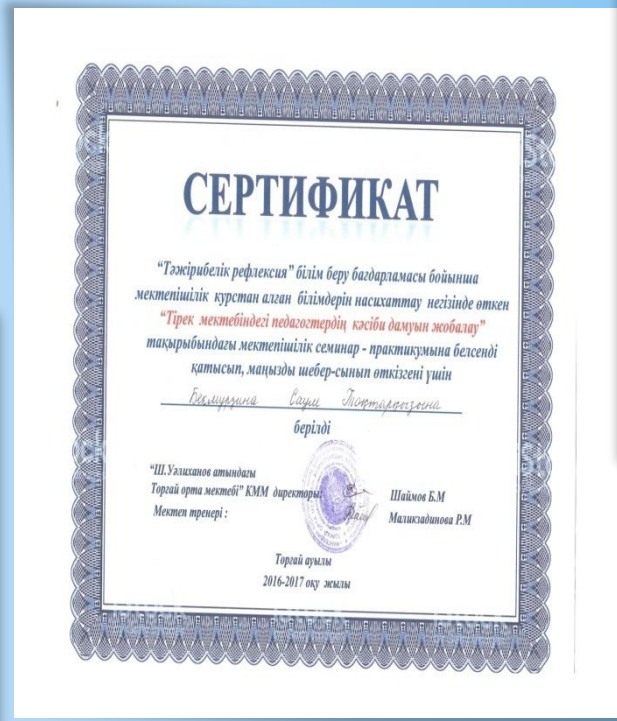 СЕРТИФИКАТ
“Тәжірибелік рефлексия” білім беру бағдарламасы бойынша
мектепішілік курстан алған білімдерін насихаттау негізінде өткен
“Тірек мектебіндегі педагогтердің кәсіби дамуын жобалау”
тақырыбындағы мектепішілік семинар - практикумына белсенді
қатысып, маңызды шебер-сынып өткізгені үшін
Сауле
берілді
“Ш.Уәлиханов атындағы
Торғай орта мектебі” КММ директоры: Шаймов Б.М
Мектеп тренері : Маликзадинова Р.М
Торғай ауылы
2016-2017 оқу жылы